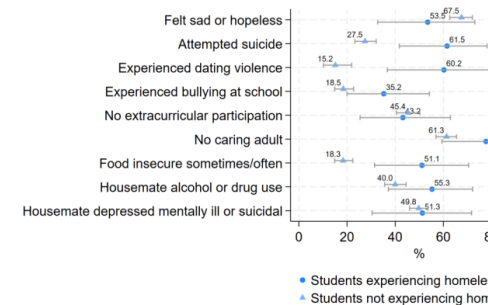 Felt sad or hopeless 53.5 67.5
Attempted suicide 27.5 61.5
Experienced dating violence 15.2 60.2
Experienced bullying at school 18.5 35.2
No extracurricular participation 45.4 43.2
No caring adult 61.3
Food insecure sometimes/often 18.3 51.1
Housemate alcohol or drug use 40.0 55.3
Housemate depressed mentally ill or suicidal 49.8 51.3
0 20 40 60
%
Students experiencing
Students not experiencing